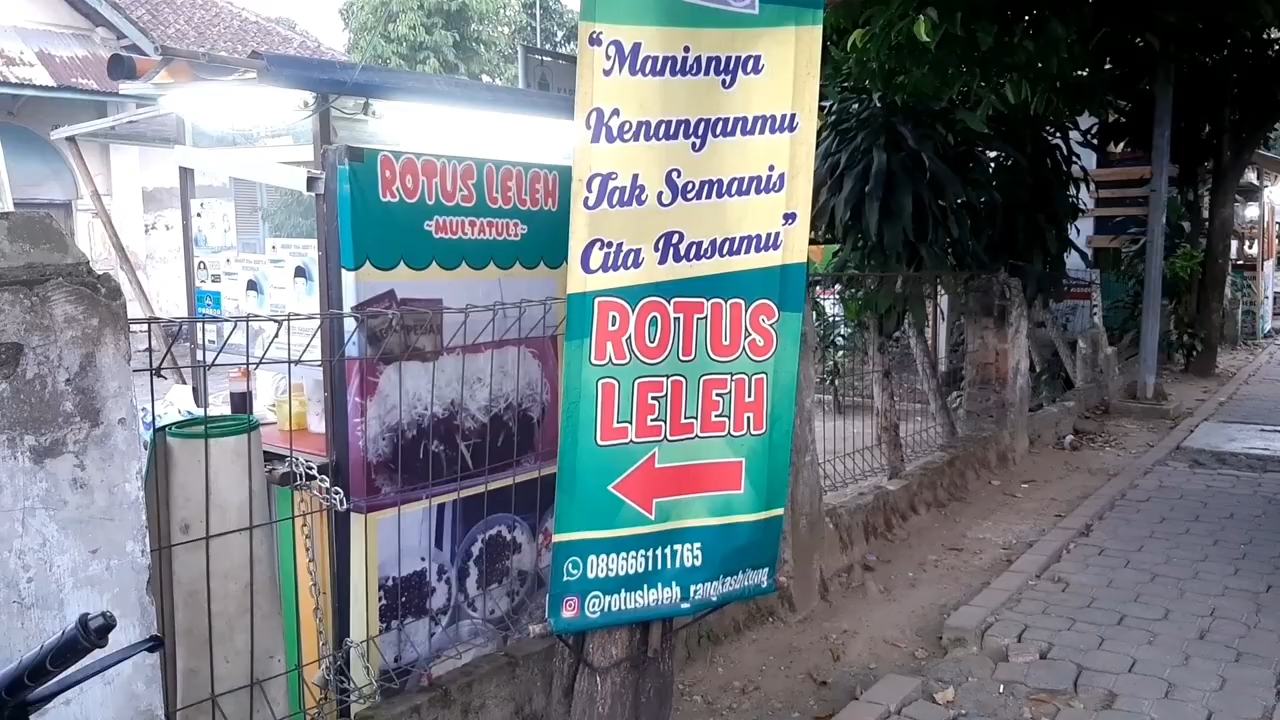 "Manisnya
Kenanganmu
Tak Semanis
Cita Rasamu"
ROTUS
LELEH
089666111765
@rotusleleh_rangkasbitung
ROTUS LELEH
~MULTATULI~